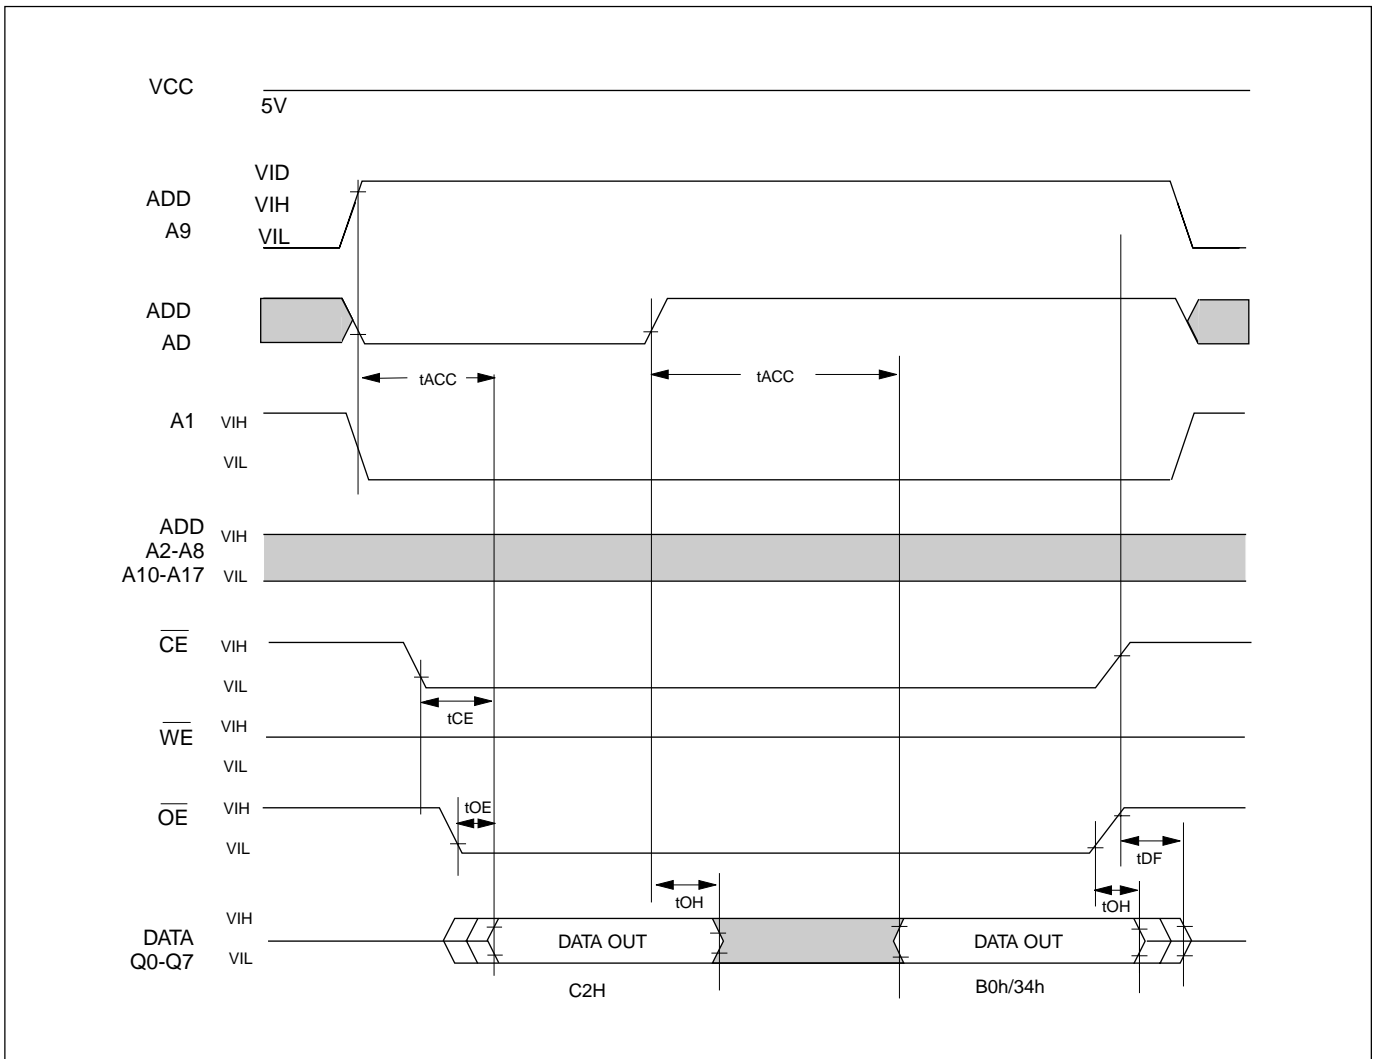 VCC
5V
VID
ADD
VIH
A9
VIL
ADD
AD
tACC
tACC
A1
VIH
VIL
ADD
VIH
A2-A8
A10-A17
VIL
CE
VIH
VIL
tCE
WE
VIH
VIL
OE
VIH
tOE
VIL
tDF
tOH
tOH
VIH
DATA
Q0-Q7
VIL
DATA OUT
DATA OUT
C2H
B0h/34h